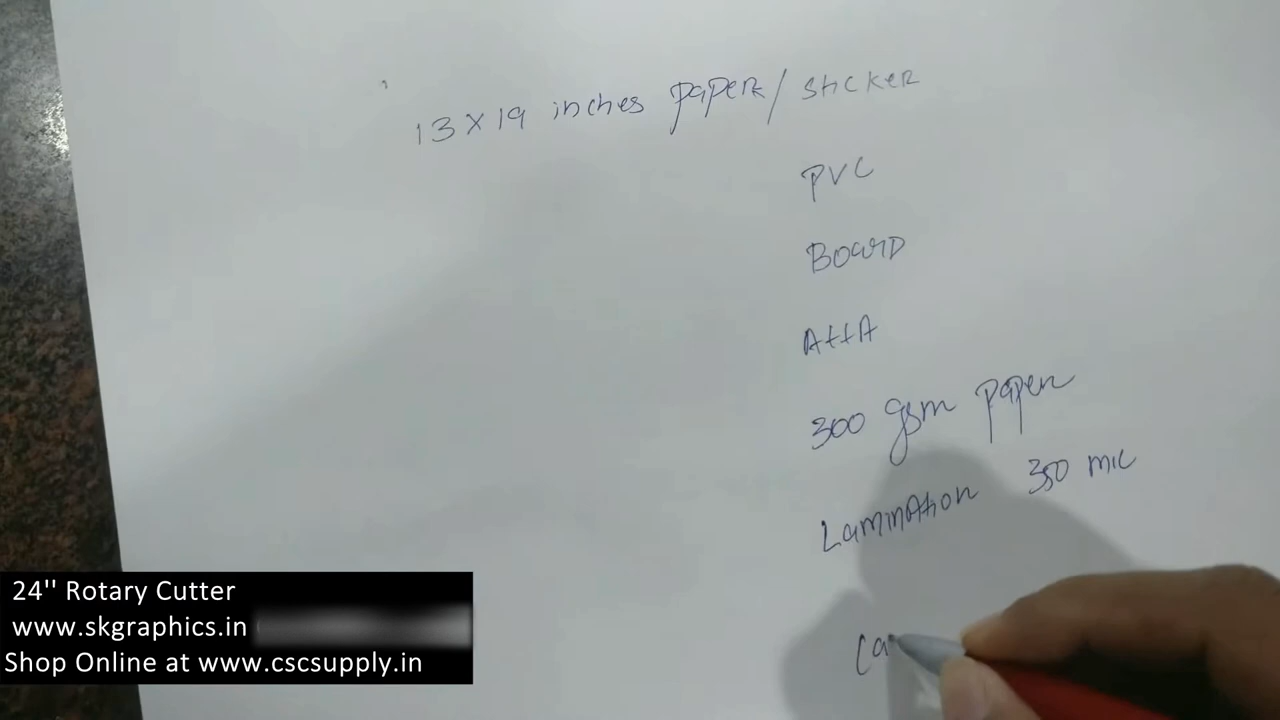 13 x 19 inches paper / sticker
PVC
Board
AttA
300 gsm paper
Lamination 350 mic
Ca
24'' Rotary Cutter
www.skgraphics.in
Shop Online at www.cscsupply.in